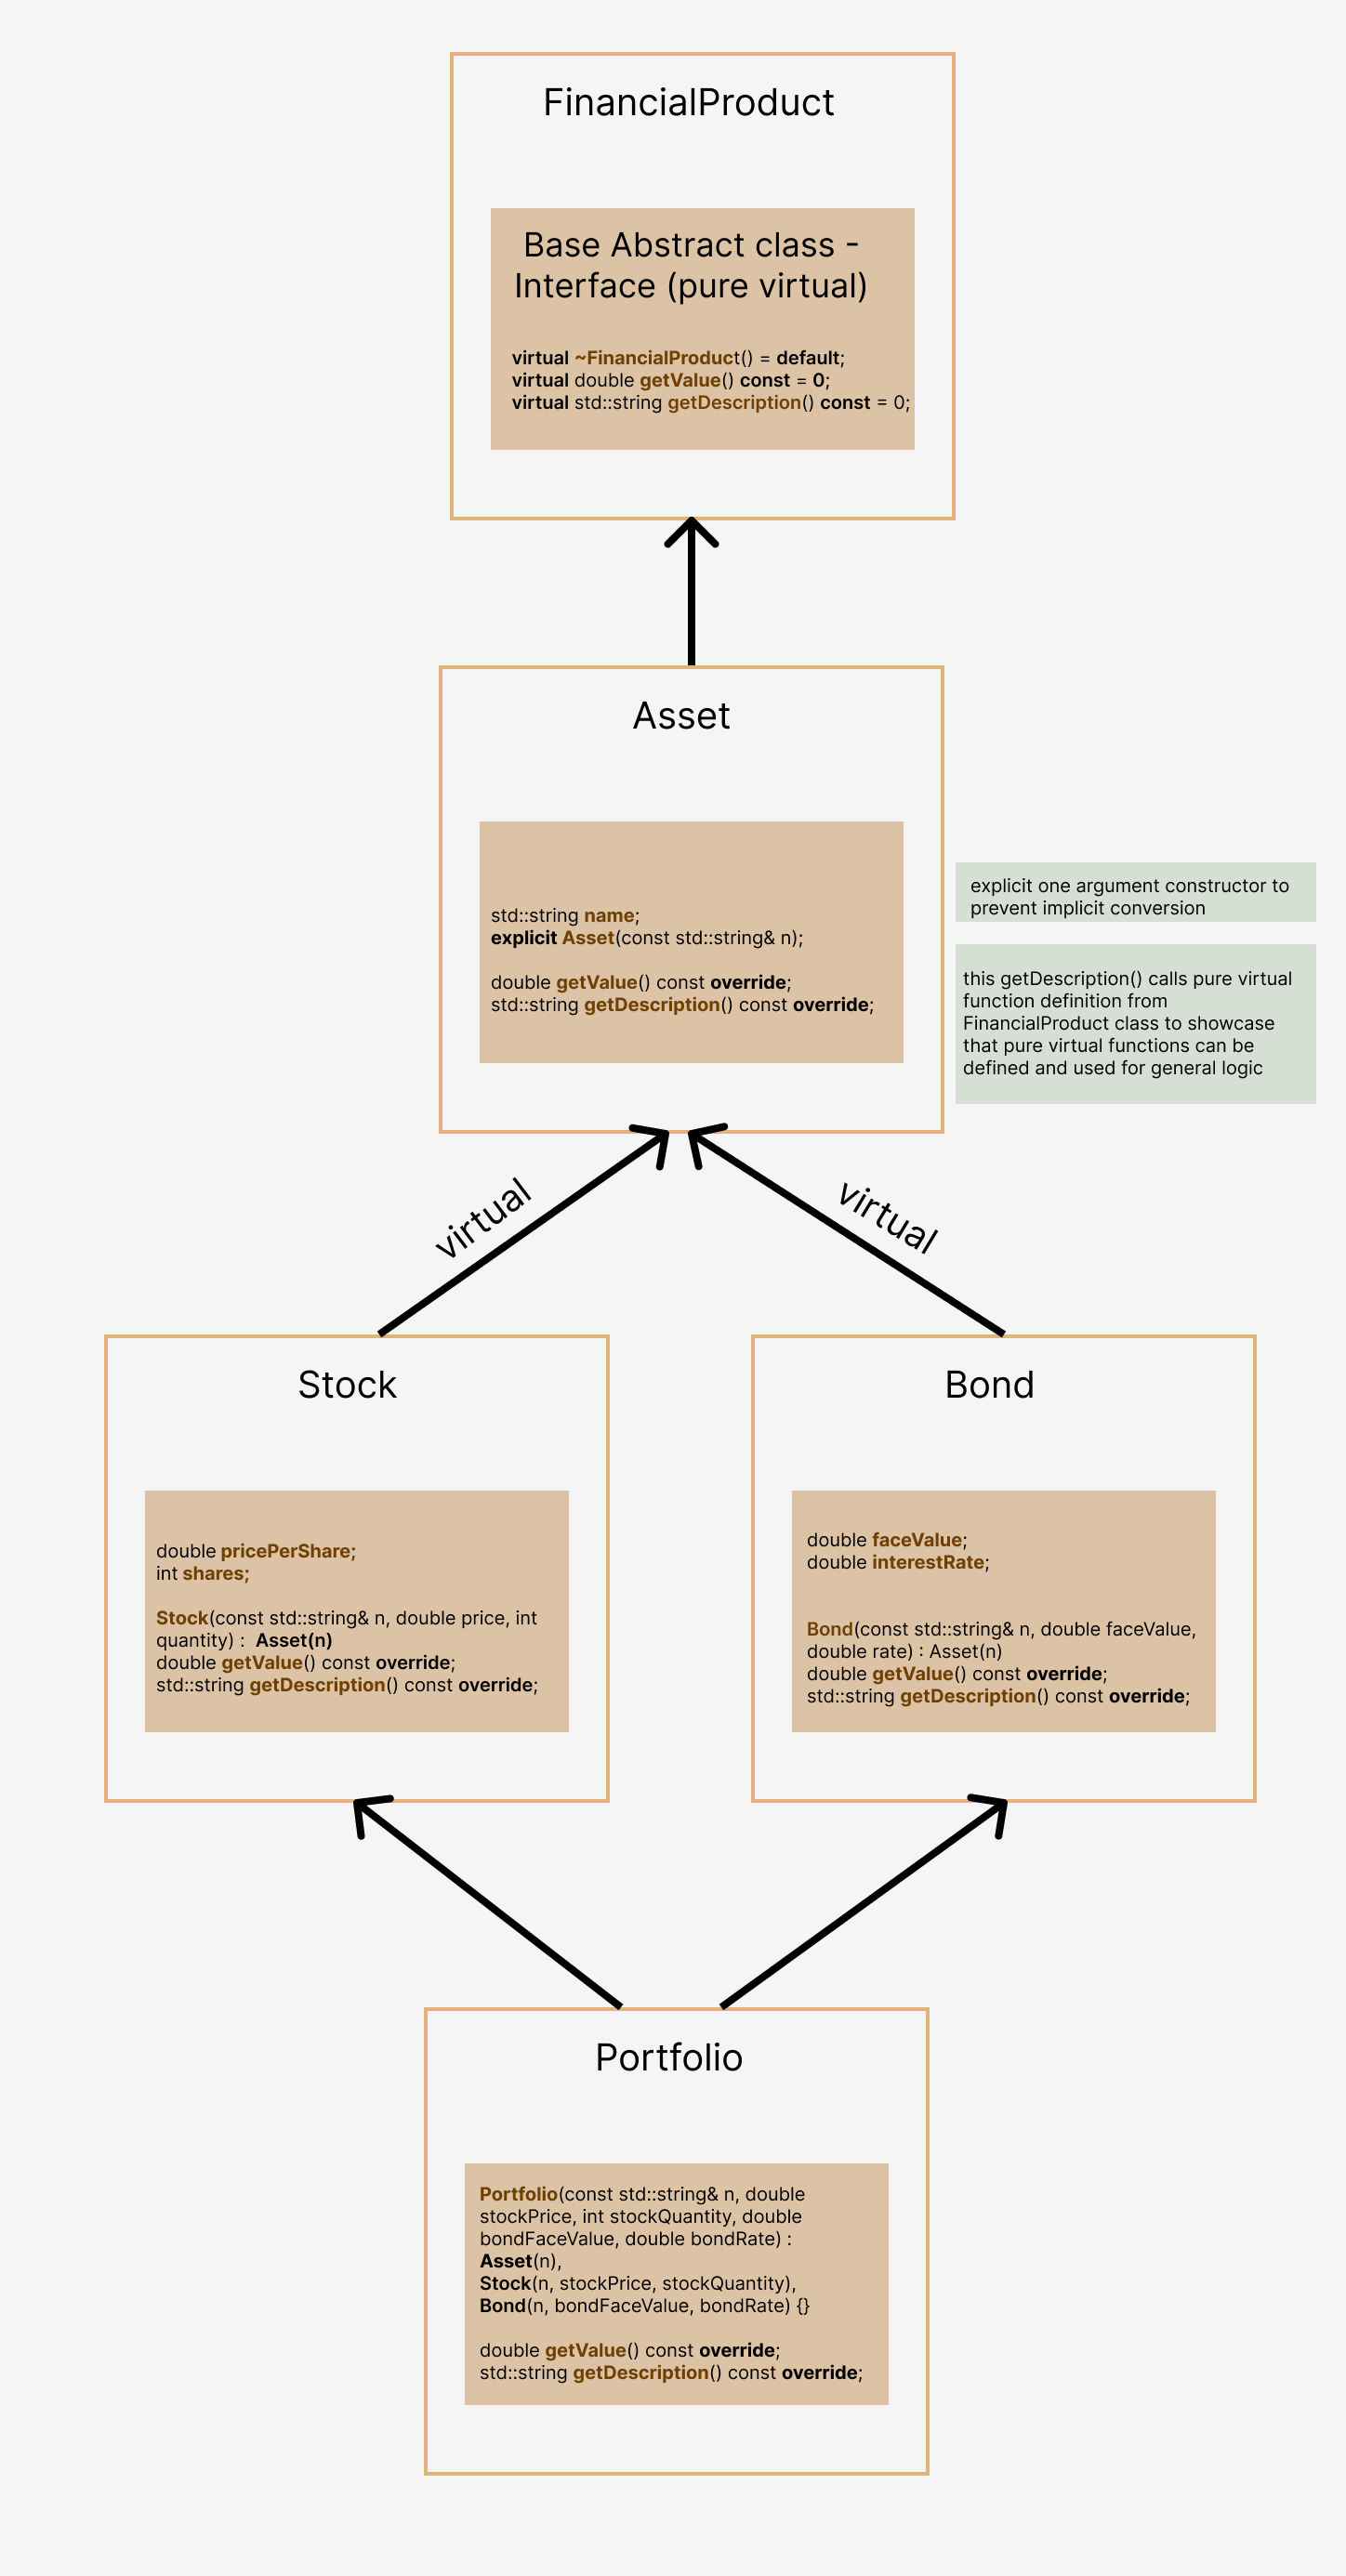 FinancialProduct
Base Abstract class -
Interface (pure virtual)
virtual ~FinancialProduct() = default;
virtual double getValue() const = 0;
virtual std::string getDescription() const = 0;
Asset
std::string name;
explicit Asset(const std::string& n);
double getValue() const override;
std::string getDescription() const override;
explicit one argument constructor to
prevent implicit conversion
this getDescription() calls pure virtual
function definition from
FinancialProduct class to showcase
that pure virtual functions can be
defined and used for general logic
virtual
virtual
Stock
double pricePerShare;
int shares;
Stock(const std::string& n, double price, int
quantity) :  Asset(n)
double getValue() const override;
std::string getDescription() const override;
Bond
double faceValue;
double interestRate;
Bond(const std::string& n, double faceValue,
double rate) : Asset(n)
double getValue() const override;
std::string getDescription() const override;
Portfolio
Portfolio(const std::string& n, double
stockPrice, int stockQuantity, double
bondFaceValue, double bondRate) :
Asset(n),
Stock(n, stockPrice, stockQuantity),
Bond(n, bondFaceValue, bondRate) {}
double getValue() const override;
std::string getDescription() const override;